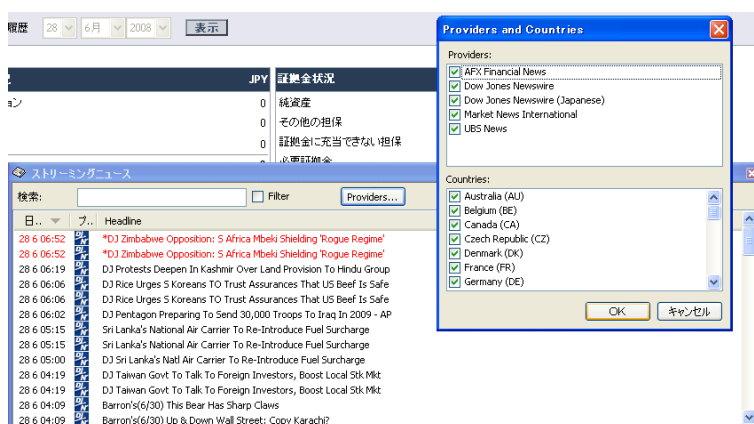 履歴 28 6月 2008 表示
JPY 証拠金状況
ョン 0 純資産
0 その他の担保
0 証拠金に充当できない担保
必要証拠金
ストリーミングニュース
検索: Filter Providers...
日.. プ.. Headline
28 6 06:52 *DJ Zimbabwe Opposition: S Africa Mbeki Shielding 'Rogue Regime'
28 6 06:52 *DJ Zimbabwe Opposition: S Africa Mbeki Shielding 'Rogue Regime'
28 6 06:19 DJ Protests Deepen In Kashmir Over Land Provision To Hindu Group
28 6 06:06 DJ Rice Urges S Koreans TO Trust Assurances That US Beef Is Safe
28 6 06:06 DJ Rice Urges S Koreans TO Trust Assurances That US Beef Is Safe
28 6 06:02 DJ Pentagon Preparing To Send 30,000 Troops To Iraq In 2009 - AP
28 6 05:15 Sri Lanka's National Air Carrier To Re-Introduce Fuel Surcharge
28 6 05:15 Sri Lanka's National Air Carrier To Re-Introduce Fuel Surcharge
28 6 05:00 DJ Sri Lanka's Natl Air Carrier To Re-Introduce Fuel Surcharge
28 6 04:19 DJ Taiwan Govt To Talk To Foreign Investors, Boost Local Stk Mkt
28 6 04:19 DJ Taiwan Govt To Talk To Foreign Investors, Boost Local Stk Mkt
28 6 04:09 Barron's(6/30) This Bear Has Sharp Claws
28 6 04:09 Barron's(6/30) Up & Down Wall Street: Copy Karachi?
Providers and Countries
Providers:
AFX Financial News
Dow Jones Newswire
Dow Jones Newswire (Japanese)
Market News International
UBS News
Countries:
Australia (AU)
Belgium (BE)
Canada (CA)
Czech Republic (CZ)
Denmark (DK)
France (FR)
Germany (DE)
OK キャンセル